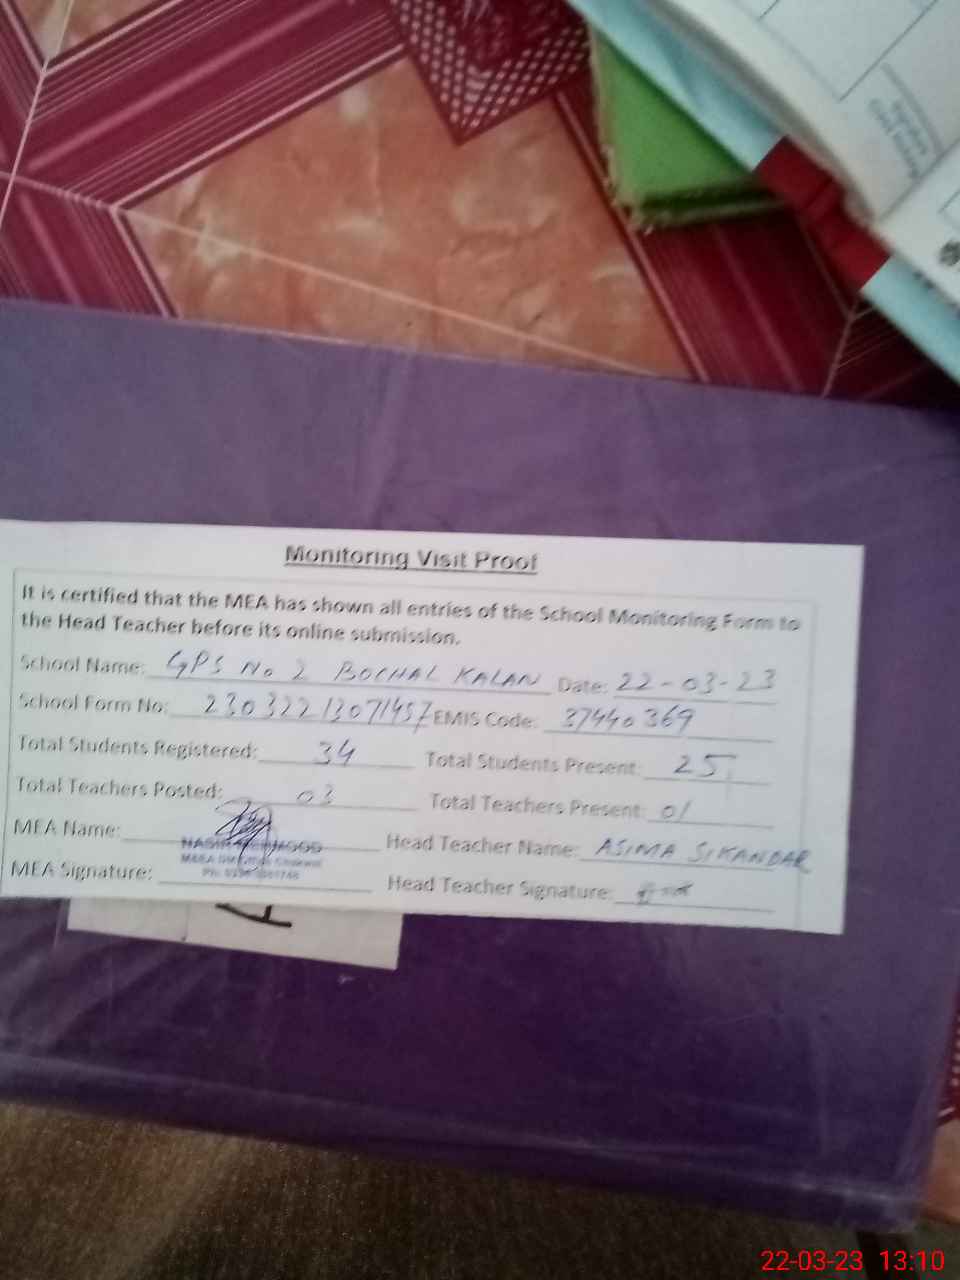 Monitoring Visit Proof
It is certified that the MEA has shown all entries of the School Monitoring Form to
the Head Teacher before its online submission.
School Name: GPS No 2 BOCHAL KALAN Date: 22-03-23
School Form No: 23032213071457 EMIS Code: 37440369
Total Students Registered: 34 Total Students Present: 25
Total Teachers Posted: 03 Total Teachers Present: 01
MEA Name: Head Teacher Name: ASIMA SIKANDAR
MEA Signature: Head Teacher Signature:
22-03-23 13:10